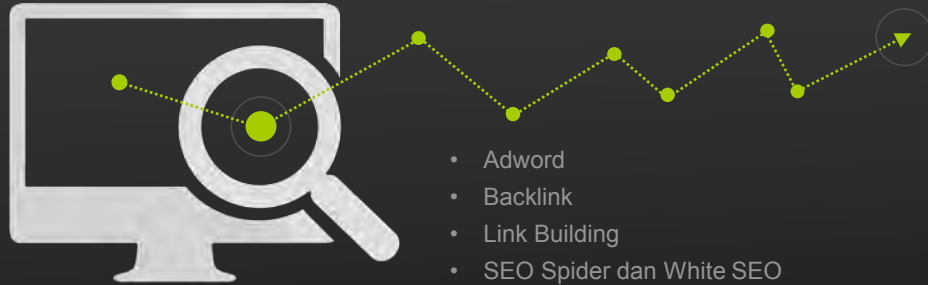 • Adword
• Backlink
• Link Building
• SEO Spider dan White SEO